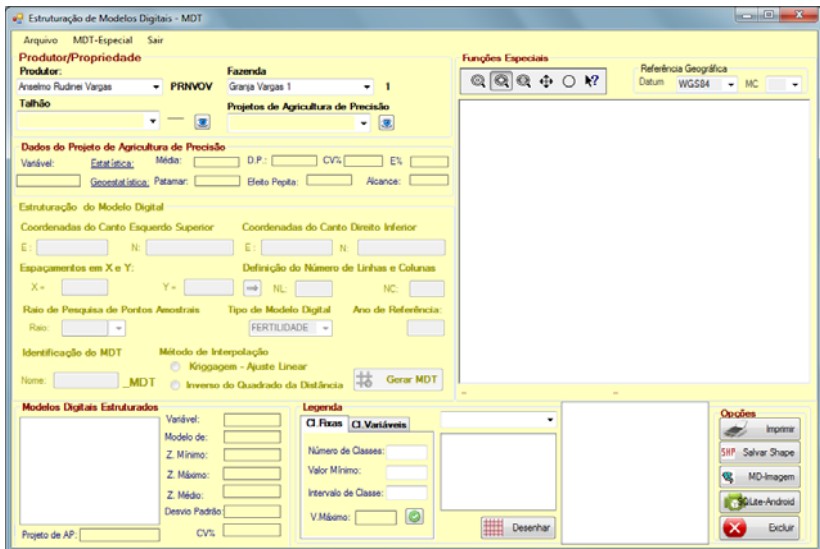 Estruturação de Modelos Digitais - MDT
Arquivo MDT-Especial Sair
Produtor/Propriedade
Produtor: Fazenda
Anselmo Rudinei Vargas PRNVOV Granja Vargas 1 1
Talhão Projetos de Agricultura de Precisão
Dados do Projeto de Agricultura de Precisão
Variável: Estatística: Média: D.P.: CV% E%
Geoestatística: Patamar: Efeito Pepita: Alcance:
Estruturação do Modelo Digital
Coordenadas do Canto Esquerdo Superior Coordenadas do Canto Direito Inferior
E: N: E: N:
Espaçamentos em X e Y: Definição do Número de Linhas e Colunas
X= Y= NL: NC:
Raio de Pesquisa de Pontos Amostrais Tipo de Modelo Digital Ano de Referência:
Raio: FERTILIDADE
Identificação do MDT Método de Interpolação
Kriggagem - Ajuste Linear
Nome: _MDT Inverso do Quadrado da Distância Gerar MDT
Funções Especiais
Referência Geográfica
Datum WGS84 MC
Modelos Digitais Estruturados
Variável:
Modelo de:
Z. Mínimo:
Z. Máximo:
Z. Médio:
Desvio Padrão:
Projeto de AP: CV%
Legenda
Cl.Fixas Cl.Variáveis
Número de Classes:
Valor Mínimo:
Intervalo de Classe:
V.Máximo:
Desenhar
Opções
Imprimir
SHP Salvar Shape
MD-Imagem
SQLite-Android
Excluir